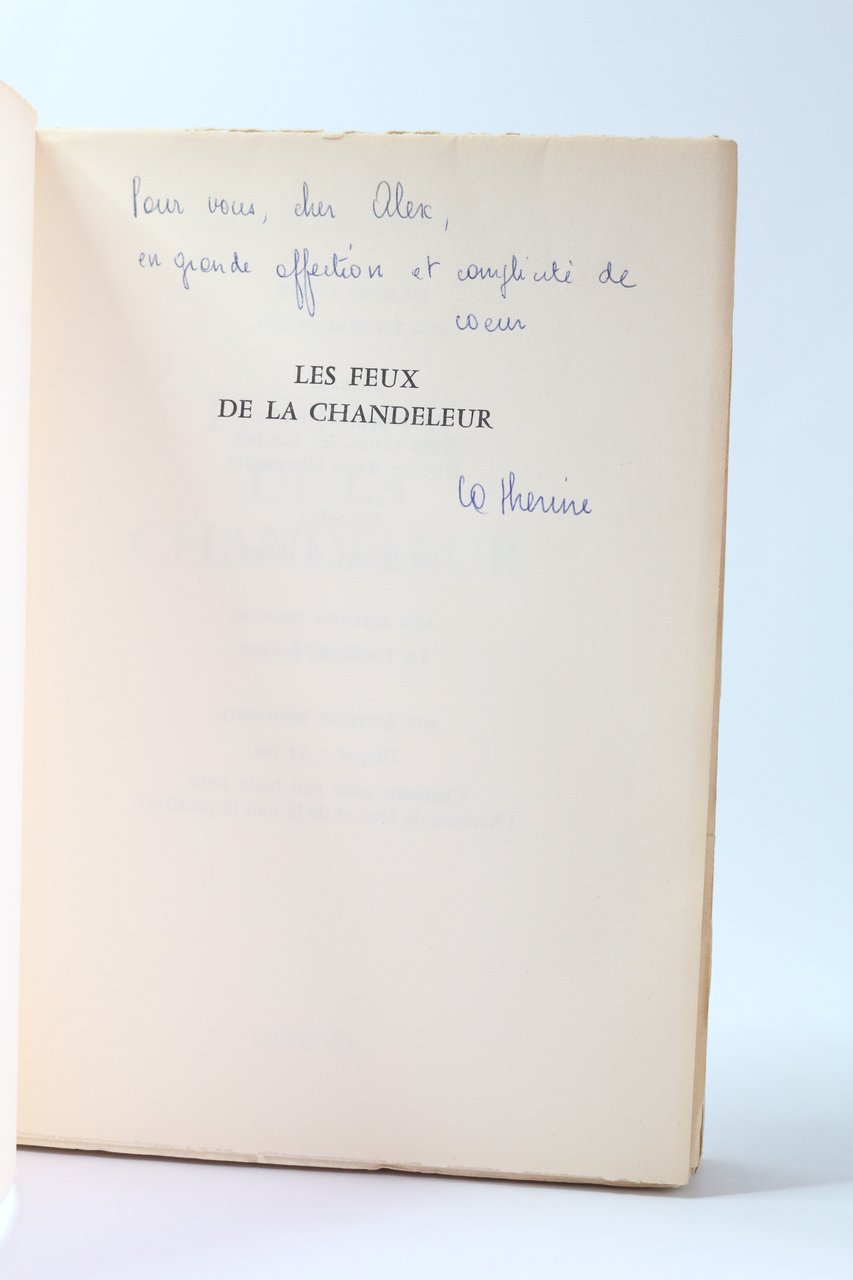 Pour vous, cher Alex,
en grande affection et complicité de
coeur
LES FEUX
DE LA CHANDELEUR
Catherine